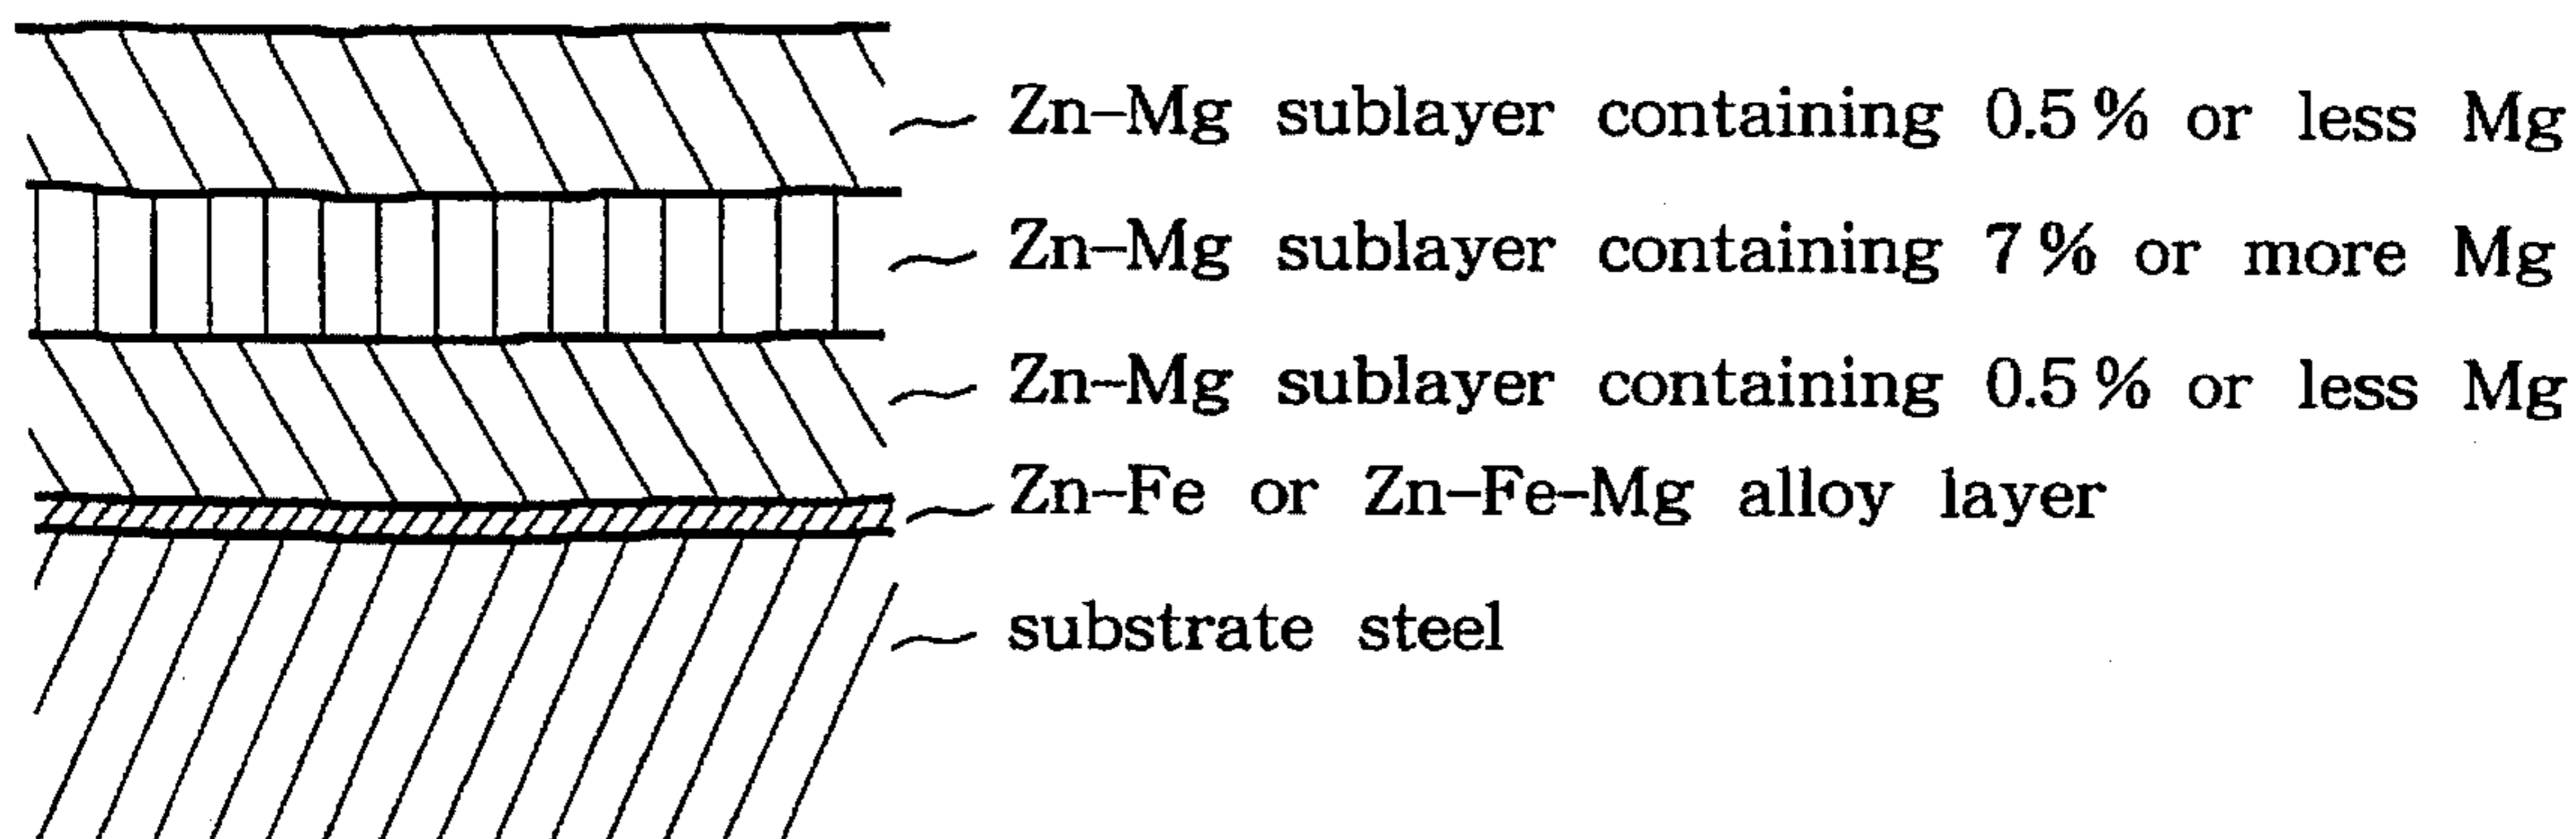 Zn-Mg sublayer containing 0.5% or less Mg
Zn-Mg sublayer containing 7% or more Mg
Zn-Mg sublayer containing 0.5% or less Mg
Zn-Fe or Zn-Fe-Mg alloy layer
substrate steel